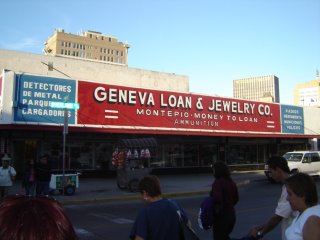 DETECTORES
DE METAL
PARQUES
CARGADORES
GENEVA LOAN & JEWELRY CO.
MONTEPIO-MONEY TO LOAN
AMMUNITION